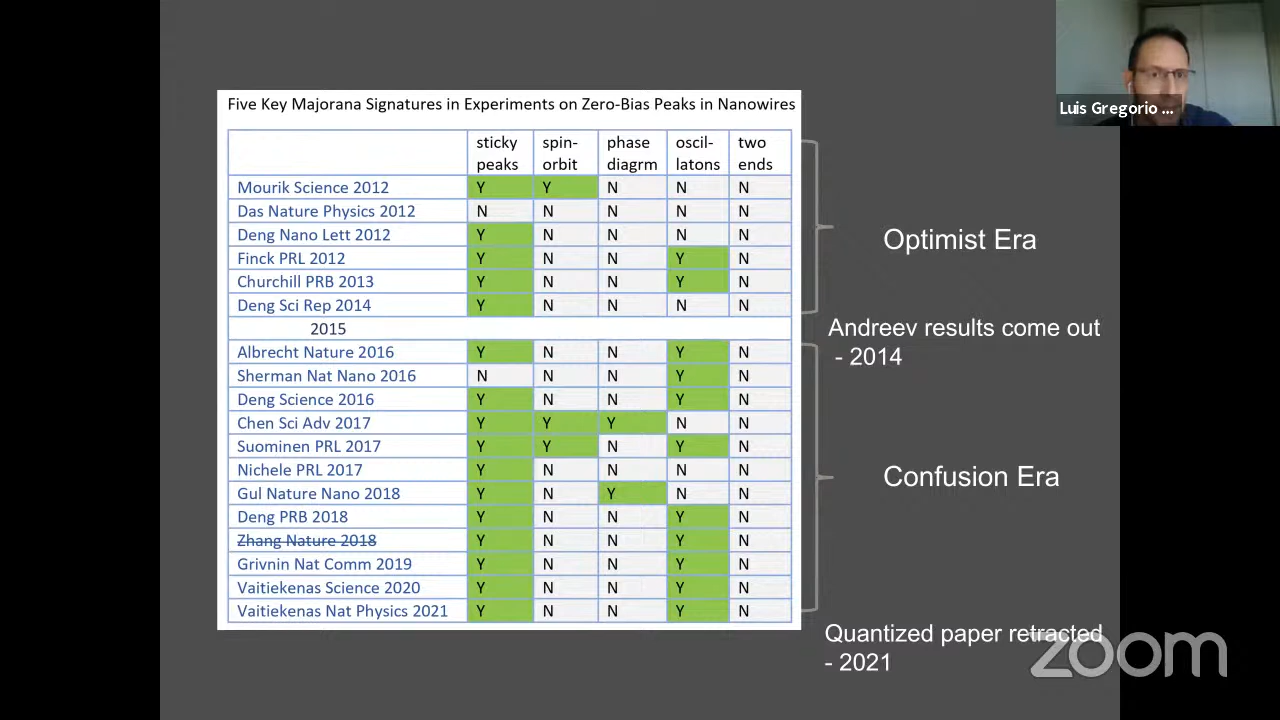 Five Key Majorana Signatures in Experiments on Zero-Bias Peaks in Nanowires
sticky peaks spin-orbit phase diagrm oscil-latons two ends
Mourik Science 2012 Y Y N N N
Das Nature Physics 2012 N N N N N
Deng Nano Lett 2012 Y N N N N
Finck PRL 2012 Y N N Y N
Churchill PRB 2013 Y N N Y N
Deng Sci Rep 2014 Y N N N N
2015
Albrecht Nature 2016 Y N N Y N
Sherman Nat Nano 2016 N N N Y N
Deng Science 2016 Y N N Y N
Chen Sci Adv 2017 Y Y Y N N
Suominen PRL 2017 Y Y N Y N
Nichele PRL 2017 Y N N N N
Gul Nature Nano 2018 Y N Y N N
Deng PRB 2018 Y N N Y N
Zhang Nature 2018 Y N N Y N
Grivnin Nat Comm 2019 Y N N Y N
Vaitiekenas Science 2020 Y N N Y N
Vaitiekenas Nat Physics 2021 Y N N Y N
Optimist Era
Andreev results come out
- 2014
Confusion Era
Quantized paper retracted
- 2021
Luis Gregorio ...
zoom